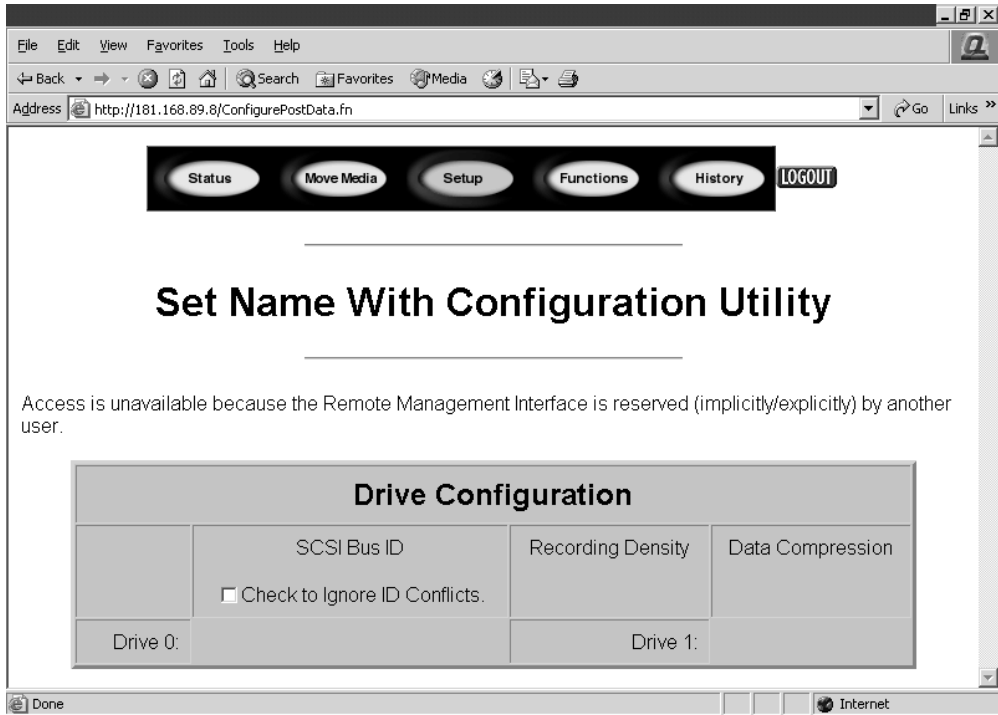 File Edit View Favorites Tools Help
Back Search Favorites Media
Address http://181.168.89.8/ConfigurePostData.fn Go Links »
Status Move Media Setup Functions History LOGOUT
Set Name With Configuration Utility
Access is unavailable because the Remote Management Interface is reserved (implicitly/explicitly) by another
user.
Drive Configuration
SCSI Bus ID Recording Density Data Compression
Check to Ignore ID Conflicts.
Drive 0: Drive 1:
Done Internet